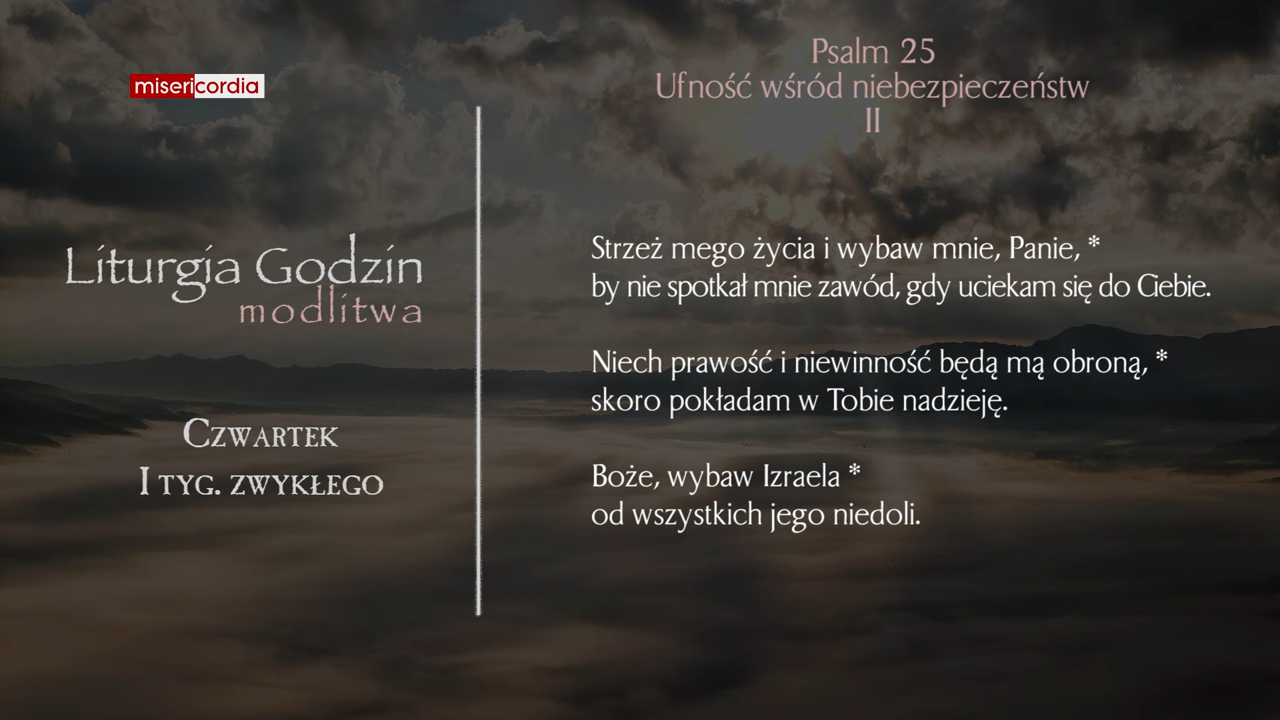 misericordia
Liturgia Godzin
modlitwa
Czwartek
I tyg. zwykłego
Psalm 25
Ufność wśród niebezpieczeństw
II
Strzeż mego życia i wybaw mnie, Panie, *
by nie spotkał mnie zawód, gdy uciekam się do Ciebie.
Niech prawość i niewinność będą mą obroną, *
skoro pokładam w Tobie nadzieję.
Boże, wybaw Izraela *
od wszystkich jego niedoli.